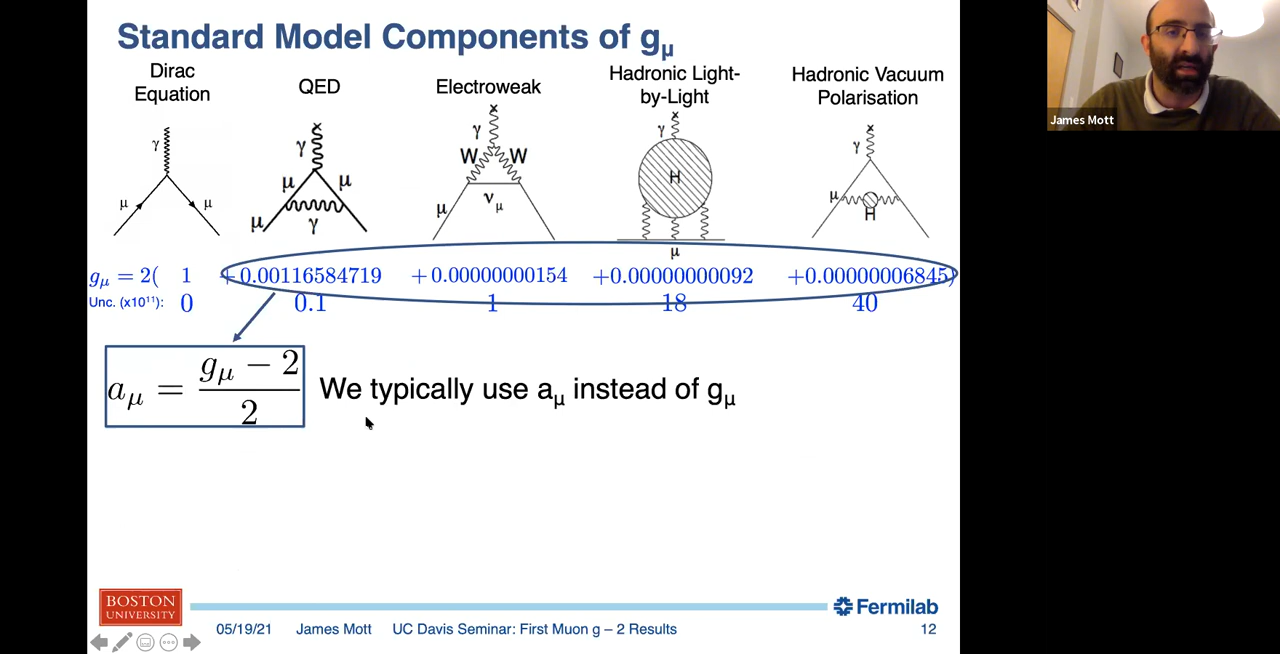 Standard Model Components of gμ
Dirac Equation
QED
Electroweak
Hadronic Light-by-Light
Hadronic Vacuum Polarisation
γ
μ
μ
γ
μ
μ
μ
γ
γ
W
W
μ
νμ
γ
H
μ
γ
μ
H
gμ = 2( 1 +0.00116584719 +0.00000000154 +0.00000000092 +0.00000006845)
Unc. (x10¹¹): 0 0.1 1 18 40
aμ = (gμ − 2) / 2
We typically use aμ instead of gμ
BOSTON
UNIVERSITY
Fermilab
05/19/21 James Mott UC Davis Seminar: First Muon g – 2 Results 12
James Mott